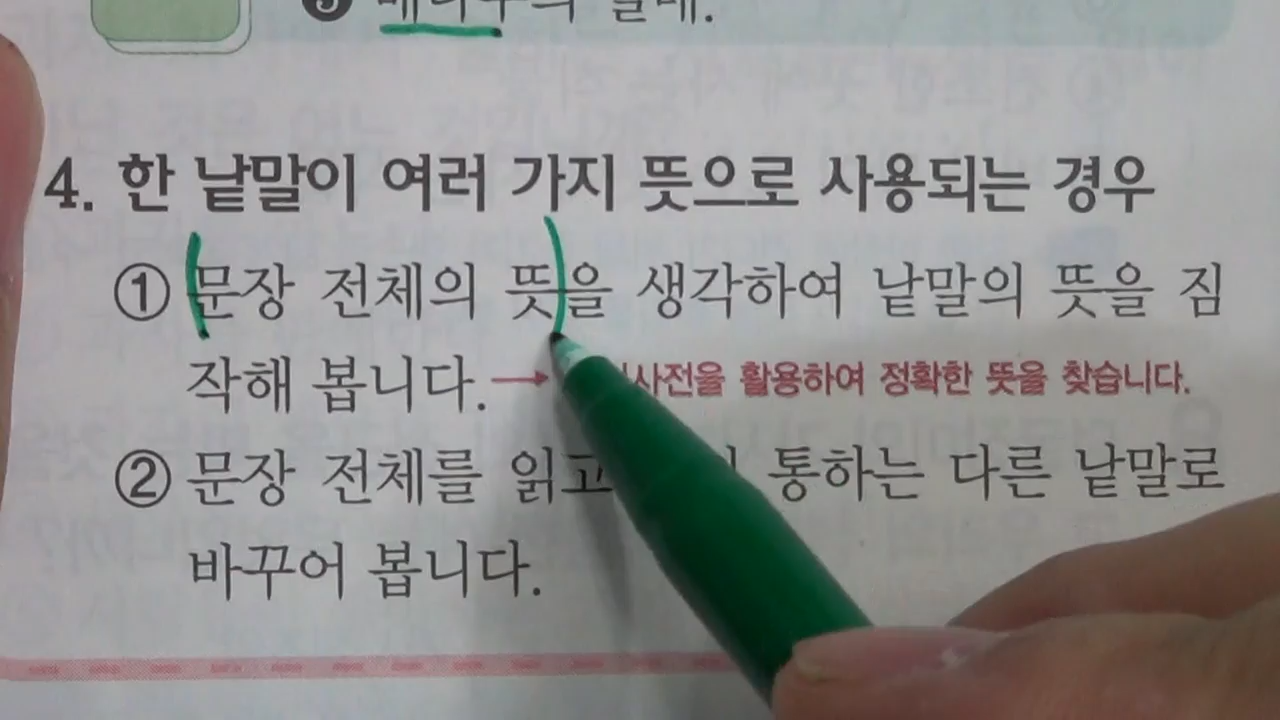 4. 한 낱말이 여러 가지 뜻으로 사용되는 경우
① 문장 전체의 뜻을 생각하여 낱말의 뜻을 짐
작해 봅니다. → 활용하여 정확한 뜻을 찾습니다.
② 문장 전체를 읽고 통하는 다른 낱말로
바꾸어 봅니다.